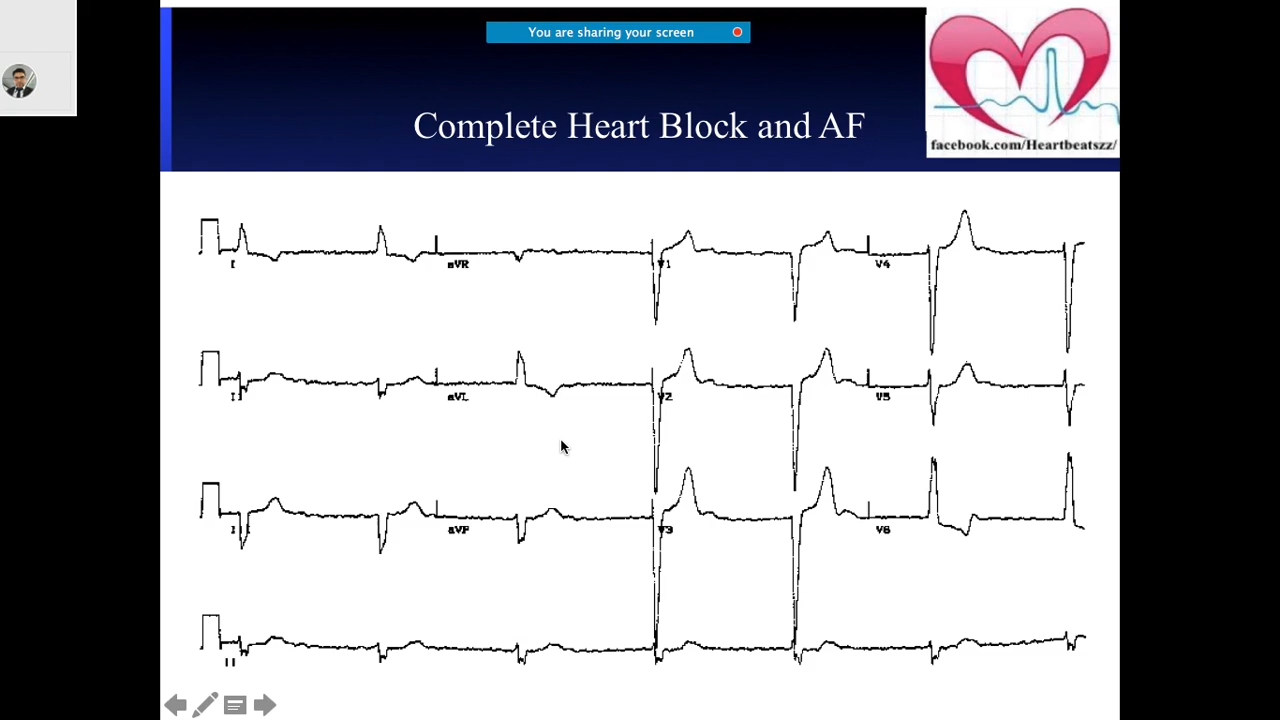 You are sharing your screen
Complete Heart Block and AF
facebook.com/Heartbeatszz/
I
aVR
V1
V4
II
aVL
V2
V5
III
aVF
V3
V6
II